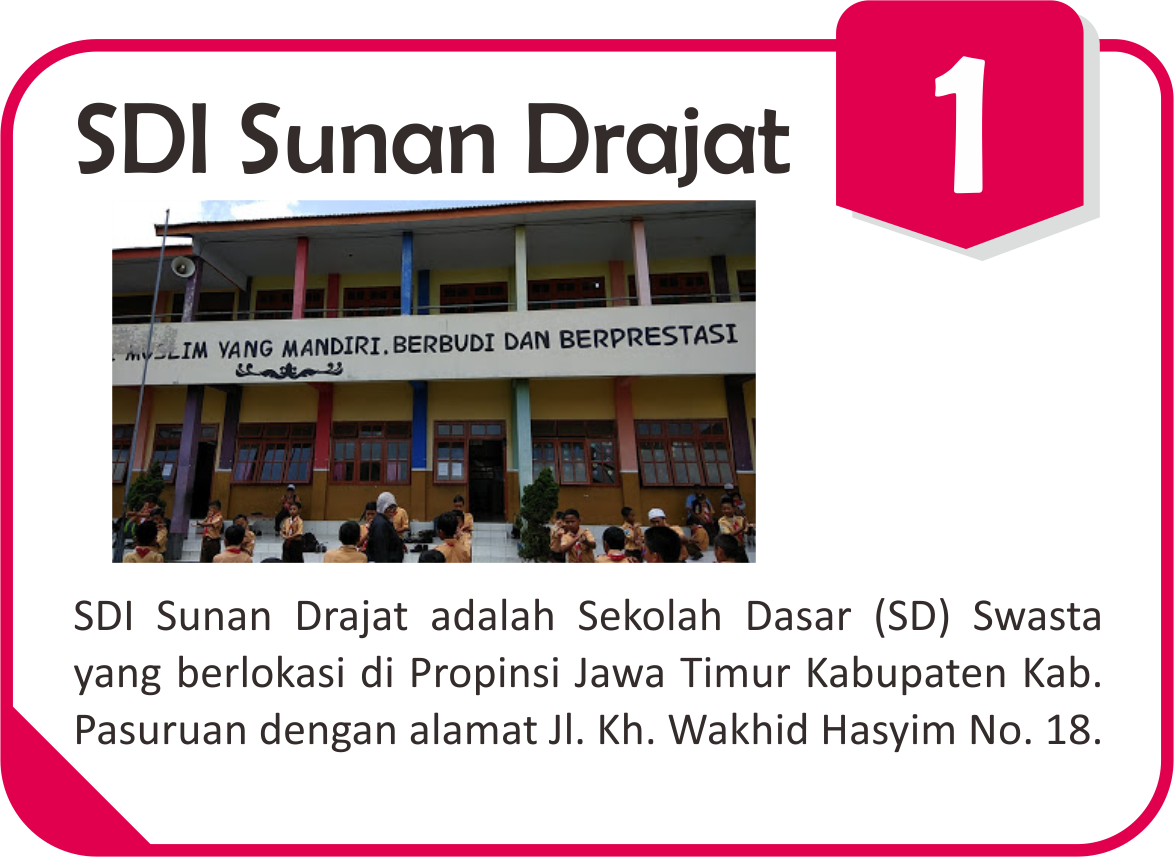 SDI Sunan Drajat
1
MUSLIM YANG MANDIRI. BERBUDI DAN BERPRESTASI
SDI Sunan Drajat adalah Sekolah Dasar (SD) Swasta
yang berlokasi di Propinsi Jawa Timur Kabupaten Kab.
Pasuruan dengan alamat Jl. Kh. Wakhid Hasyim No. 18.